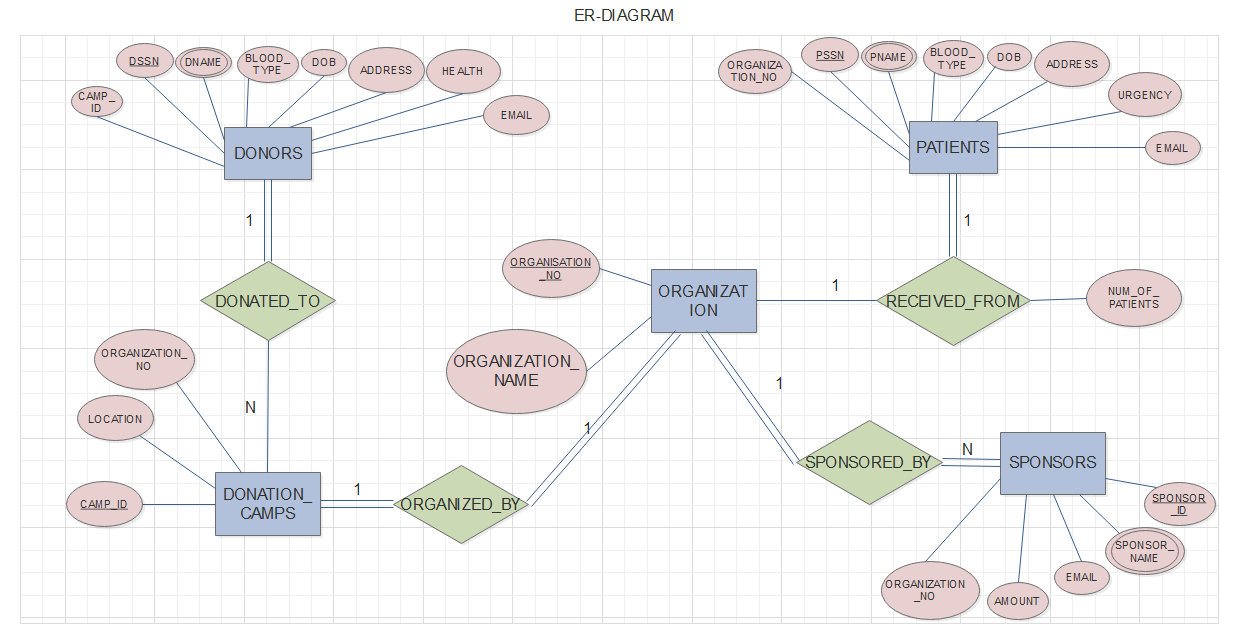 ER-DIAGRAM
DSSN
DNAME
BLOOD_
TYPE
DOB
ADDRESS
HEALTH
EMAIL
CAMP_
ID
DONORS
ORGANIZA
TION_NO
PSSN
PNAME
BLOOD_
TYPE
DOB
ADDRESS
URGENCY
EMAIL
PATIENTS
1
1
DONATED_TO
ORGANISATION
_NO
ORGANIZAT
ION
1
RECEIVED_FROM
NUM_OF_
PATIENTS
ORGANIZATION_
NO
LOCATION
CAMP_ID
N
ORGANIZATION_
NAME
1
1
DONATION_
CAMPS
1
ORGANIZED_BY
SPONSORED_BY
N
SPONSORS
SPONSOR
_ID
SPONSOR_
NAME
EMAIL
AMOUNT
ORGANIZATION
_NO